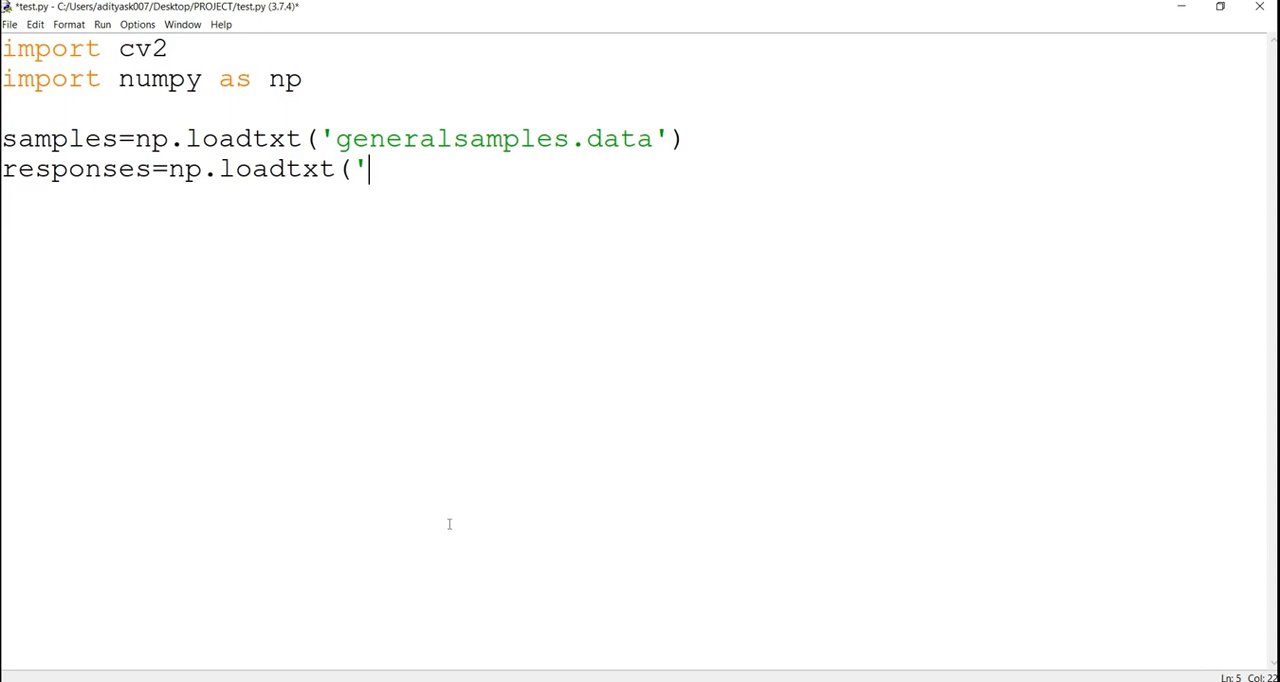 *test.py - C:/Users/adityask007/Desktop/PROJECT/test.py (3.7.4)*
File Edit Format Run Options Window Help
import cv2
import numpy as np
samples=np.loadtxt('generalsamples.data')
responses=np.loadtxt('
Ln: 5 Col: 22